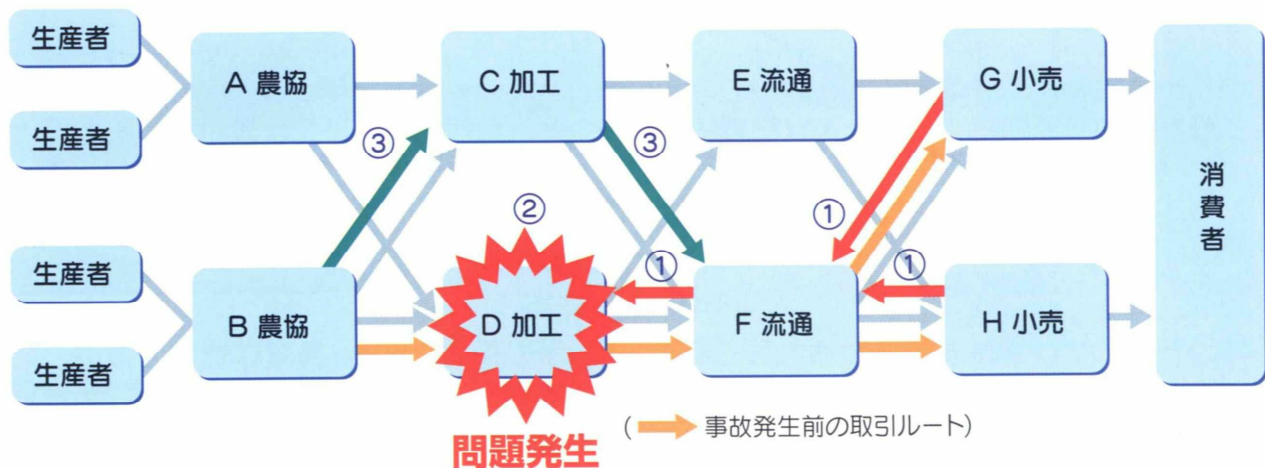 生産者
生産者
A 農協
C 加工
E 流通
G 小売
③
③
①
②
①
①
消費者
生産者
生産者
B 農協
D 加工
F 流通
H 小売
問題発生
( 事故発生前の取引ルート)